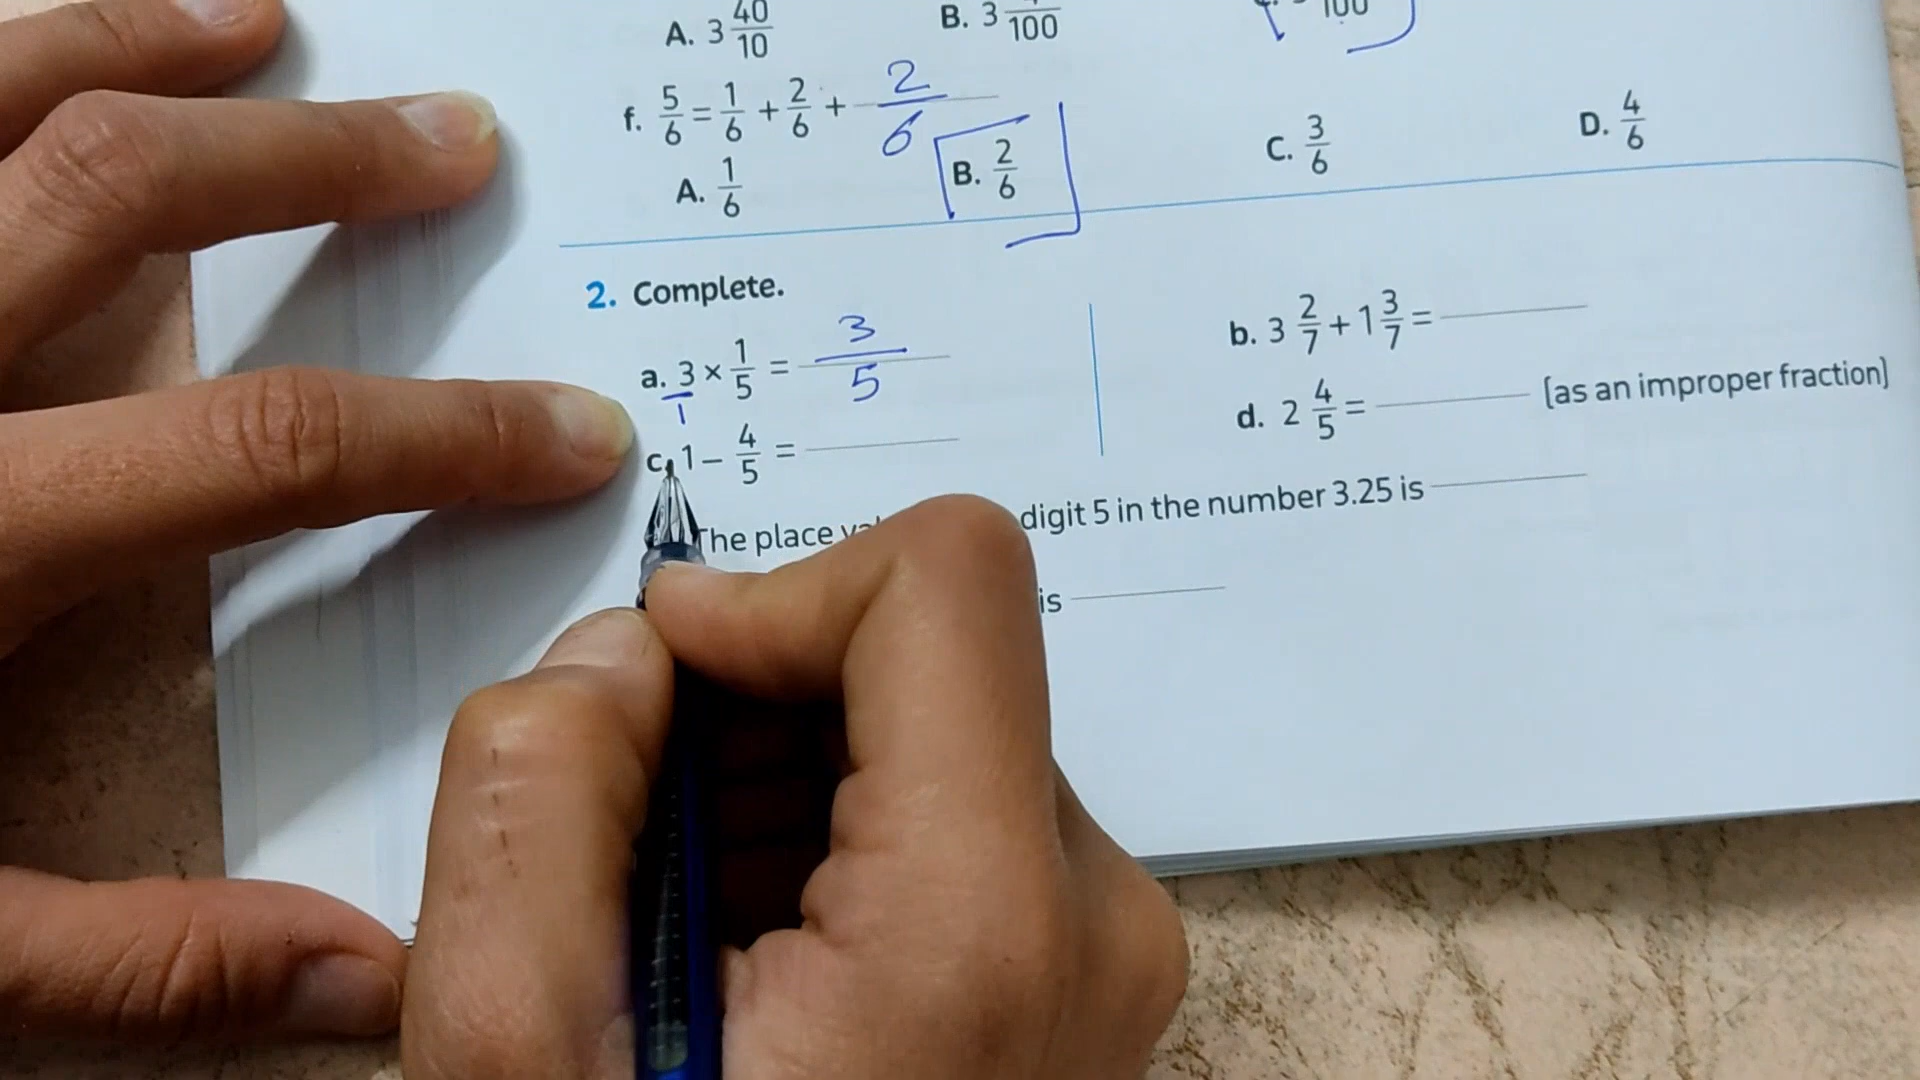 A. 3 40/10 B. 3 /100 100
f. 5/6 = 1/6 + 2/6 + 2/6
A. 1/6 B. 2/6 C. 3/6 D. 4/6
2. Complete.
a. 3/1 × 1/5 = 3/5 b. 3 2/7 + 1 3/7 =
c. 1 – 4/5 = d. 2 4/5 = (as an improper fraction)
The place digit 5 in the number 3.25 is
is